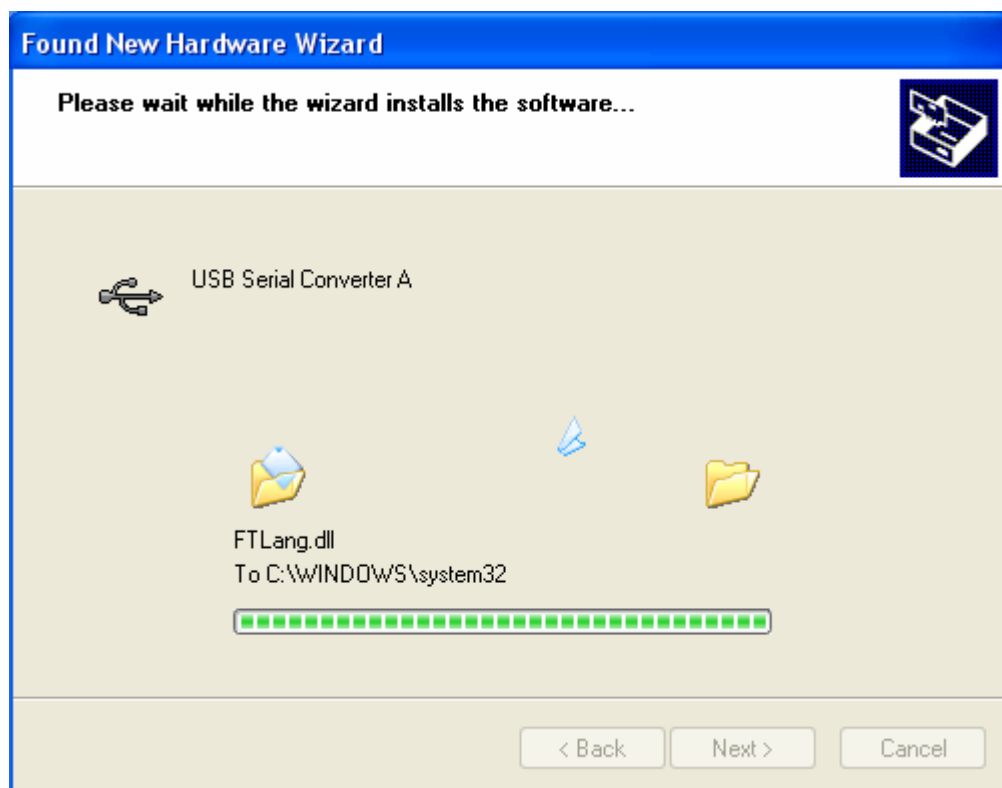 Found New Hardware Wizard
Please wait while the wizard installs the software...
USB Serial Converter A
FTLang.dll
To C:\WINDOWS\system32
< Back
Next >
Cancel